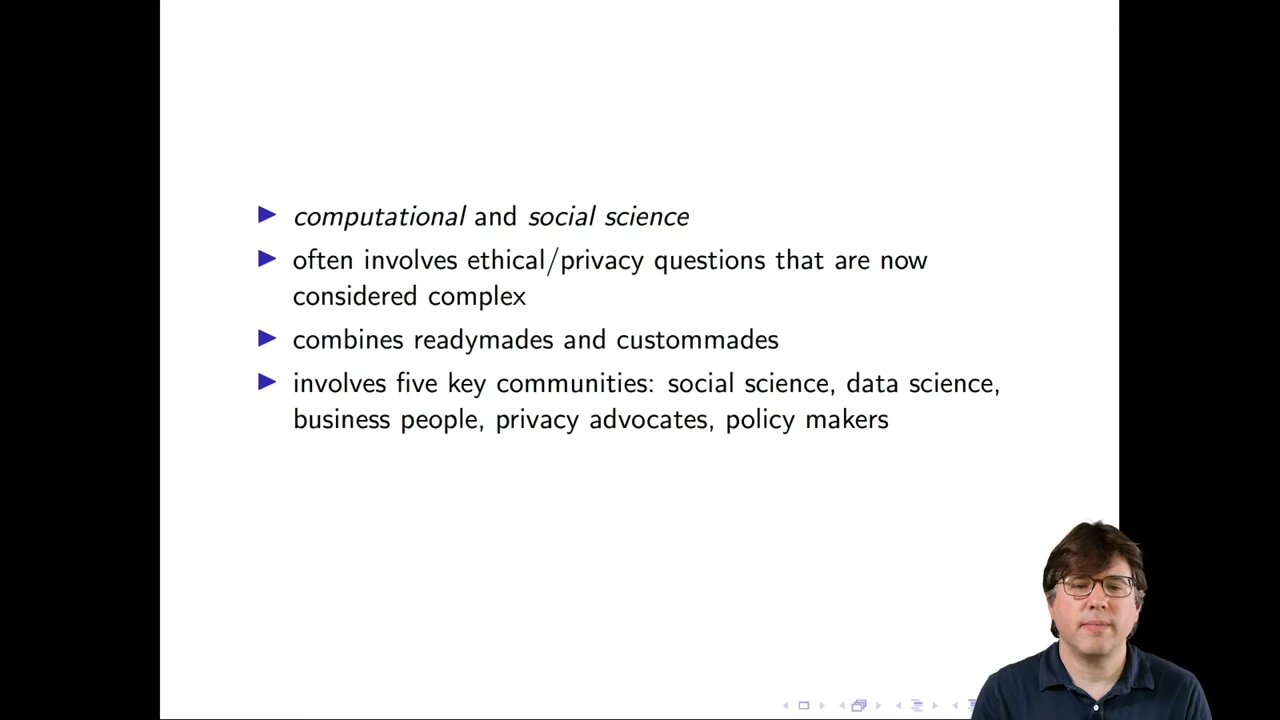 computational and social science
often involves ethical/privacy questions that are now
considered complex
combines readymades and custommades
involves five key communities: social science, data science,
business people, privacy advocates, policy makers